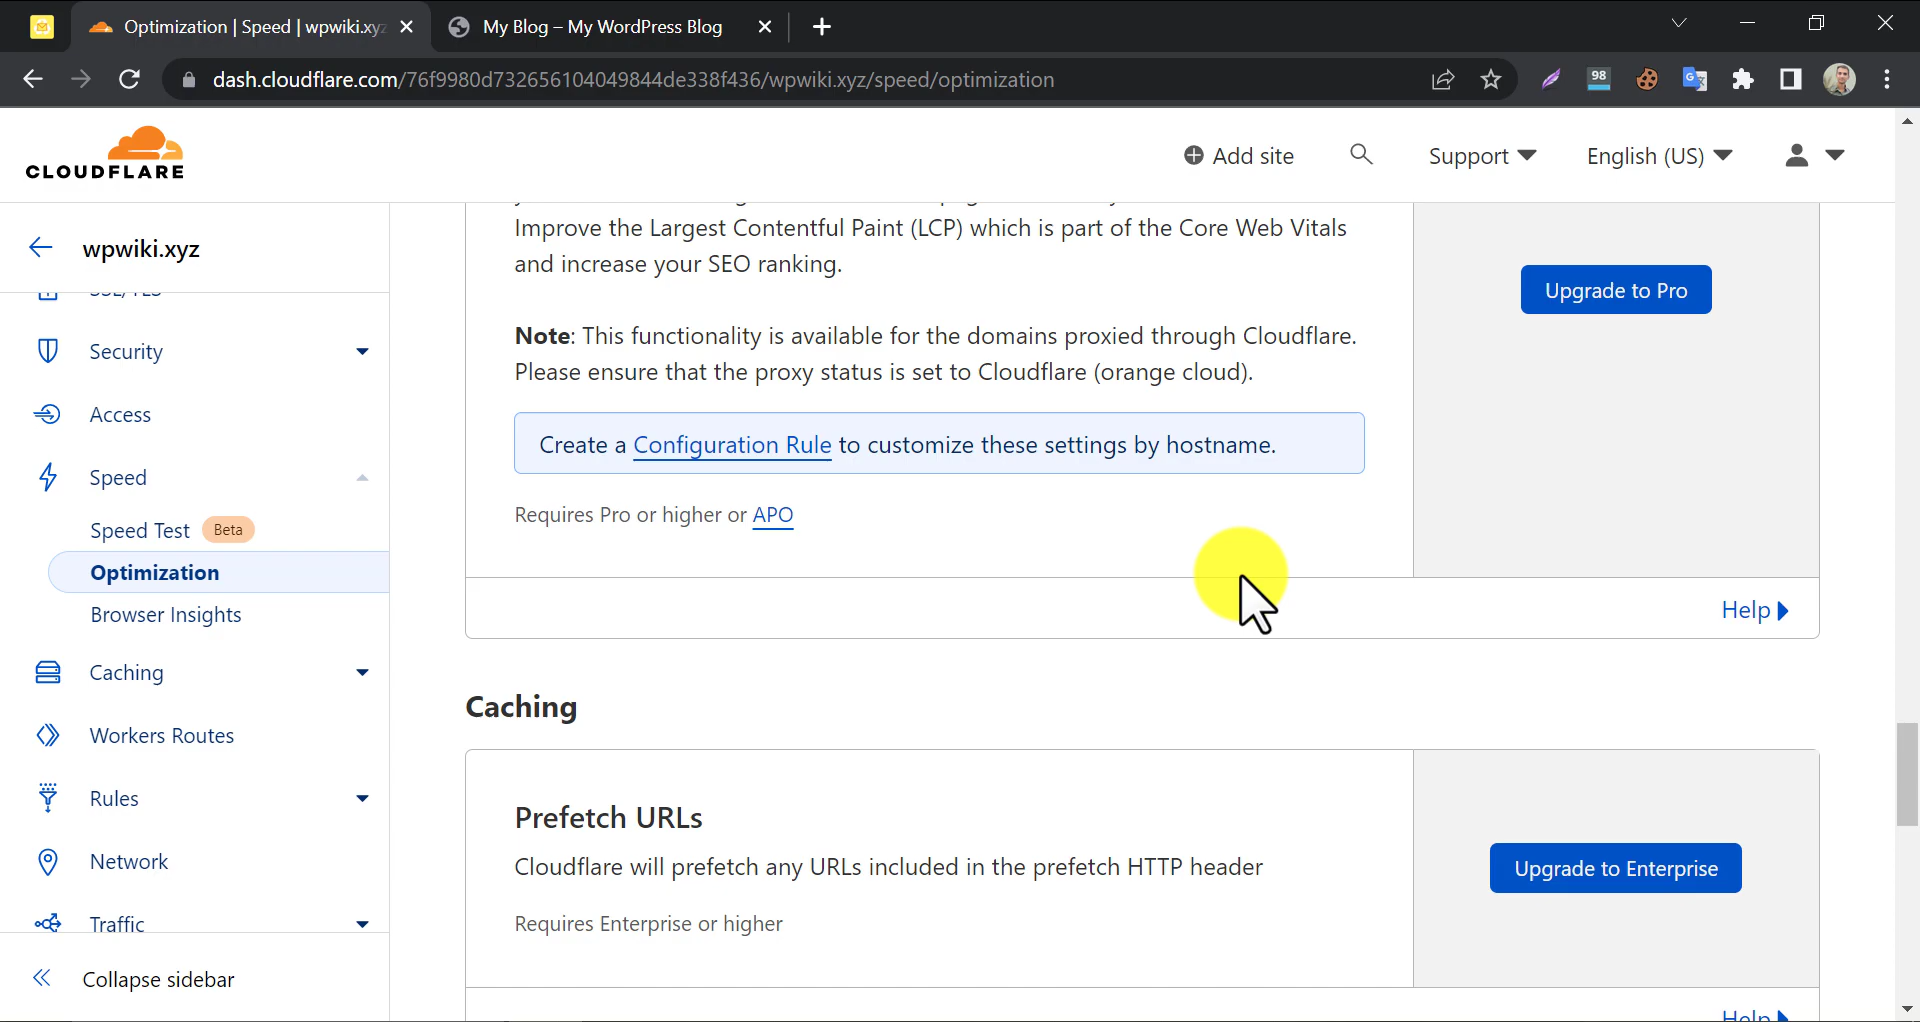 Optimization | Speed | wpwiki.xyz
My Blog – My WordPress Blog
dash.cloudflare.com/76f9980d732656104049844de338f436/wpwiki.xyz/speed/optimization
98
CLOUDFLARE
Add site
Support
English (US)
wpwiki.xyz
SSL/TLS
Security
Access
Speed
Speed Test Beta
Optimization
Browser Insights
Caching
Workers Routes
Rules
Network
Traffic
Collapse sidebar
Improve the Largest Contentful Paint (LCP) which is part of the Core Web Vitals
and increase your SEO ranking.
Note: This functionality is available for the domains proxied through Cloudflare.
Please ensure that the proxy status is set to Cloudflare (orange cloud).
Create a Configuration Rule to customize these settings by hostname.
Requires Pro or higher or APO
Upgrade to Pro
Help
Caching
Prefetch URLs
Cloudflare will prefetch any URLs included in the prefetch HTTP header
Requires Enterprise or higher
Upgrade to Enterprise
Help